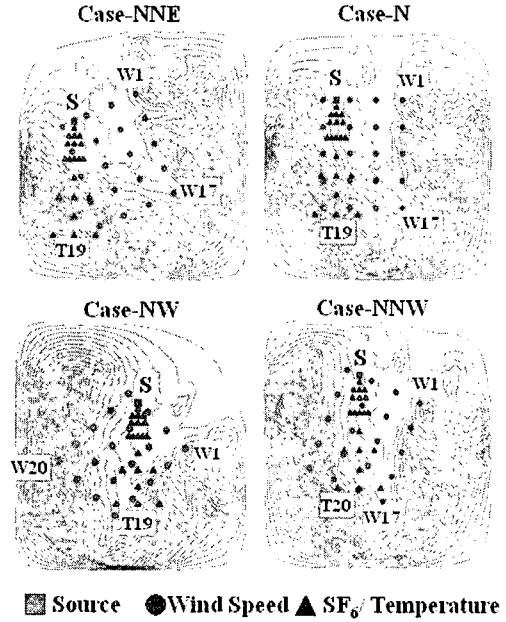 Case-NNE
Case-N
W1
W1
S
S
W17
W17
T19
T19
Case-NW
Case-NNW
S
S
W1
W20
W1
T19
T20
W17
Source Wind Speed SF6/ Temperature